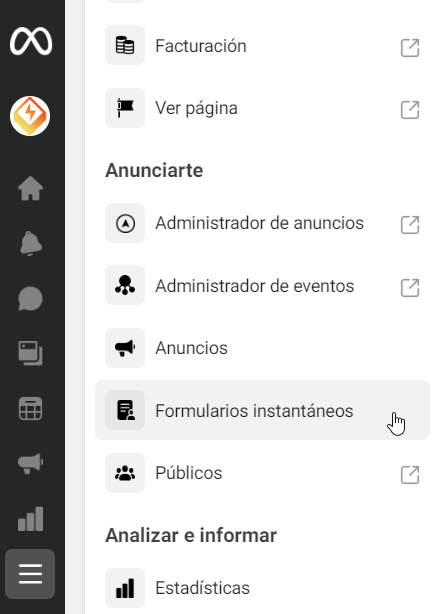 Facturación
Ver página
Anunciarte
Administrador de anuncios
Administrador de eventos
Anuncios
Formularios instantáneos
Públicos
Analizar e informar
Estadísticas